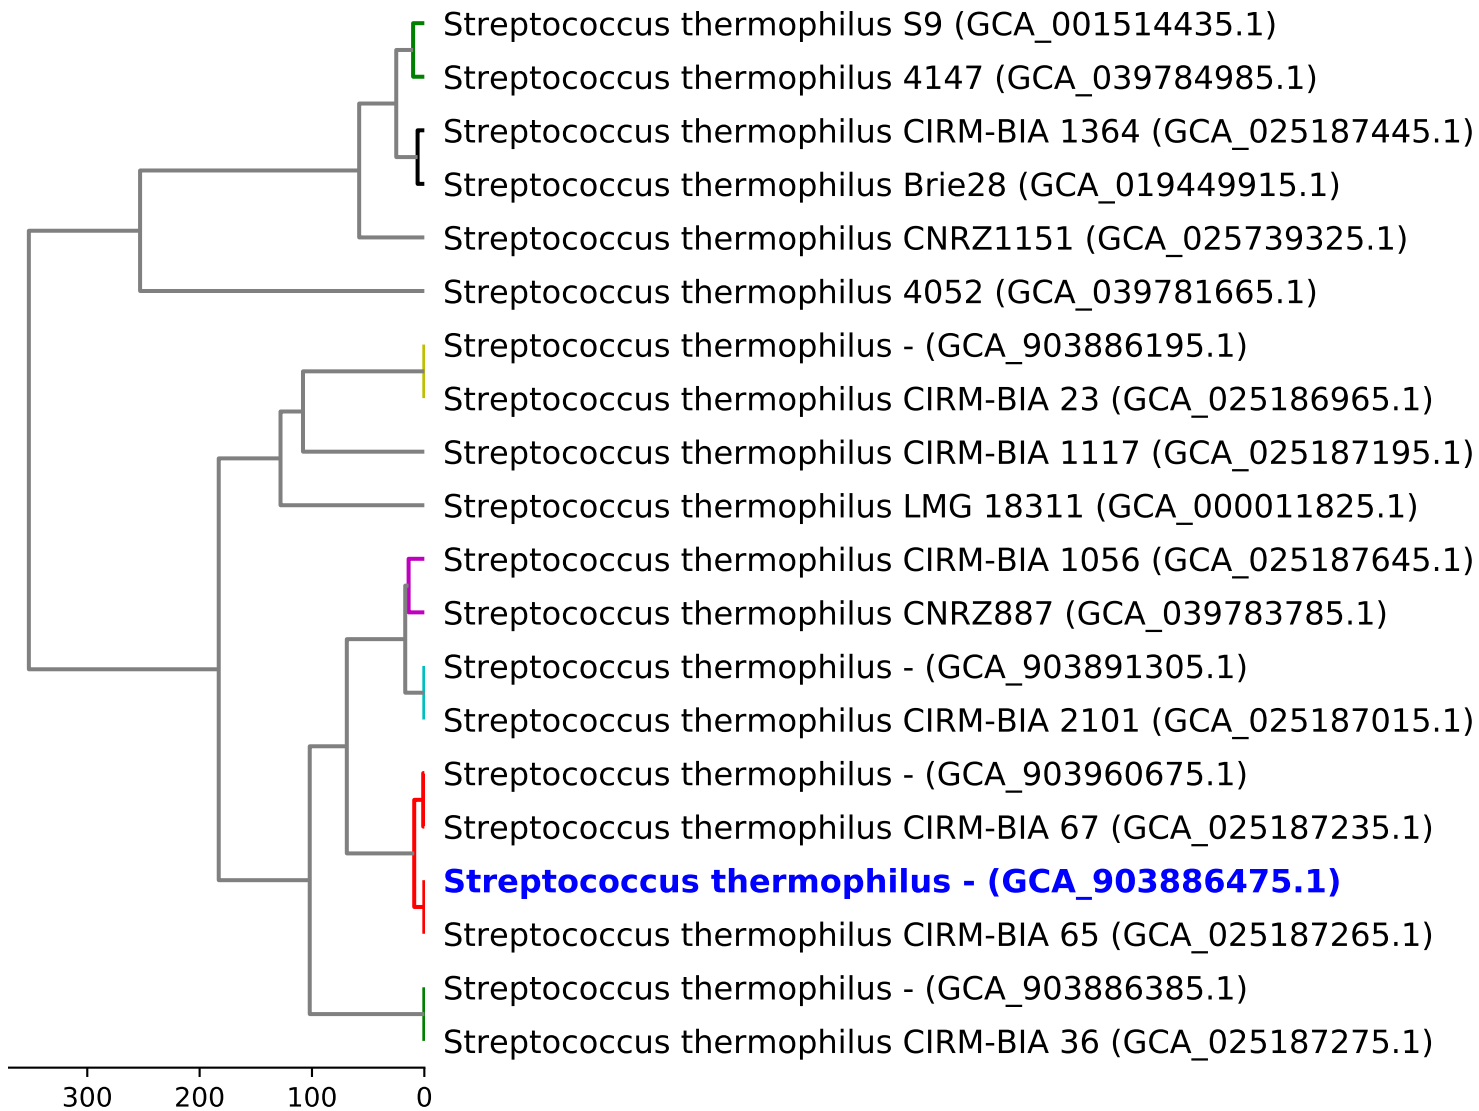 Streptococcus thermophilus S9 (GCA_001514435.1)
Streptococcus thermophilus 4147 (GCA_039784985.1)
Streptococcus thermophilus CIRM-BIA 1364 (GCA_025187445.1)
Streptococcus thermophilus Brie28 (GCA_019449915.1)
Streptococcus thermophilus CNRZ1151 (GCA_025739325.1)
Streptococcus thermophilus 4052 (GCA_039781665.1)
Streptococcus thermophilus - (GCA_903886195.1)
Streptococcus thermophilus CIRM-BIA 23 (GCA_025186965.1)
Streptococcus thermophilus CIRM-BIA 1117 (GCA_025187195.1)
Streptococcus thermophilus LMG 18311 (GCA_000011825.1)
Streptococcus thermophilus CIRM-BIA 1056 (GCA_025187645.1)
Streptococcus thermophilus CNRZ887 (GCA_039783785.1)
Streptococcus thermophilus - (GCA_903891305.1)
Streptococcus thermophilus CIRM-BIA 2101 (GCA_025187015.1)
Streptococcus thermophilus - (GCA_903960675.1)
Streptococcus thermophilus CIRM-BIA 67 (GCA_025187235.1)
Streptococcus thermophilus - (GCA_903886475.1)
Streptococcus thermophilus CIRM-BIA 65 (GCA_025187265.1)
Streptococcus thermophilus - (GCA_903886385.1)
Streptococcus thermophilus CIRM-BIA 36 (GCA_025187275.1)
300 200 100 0